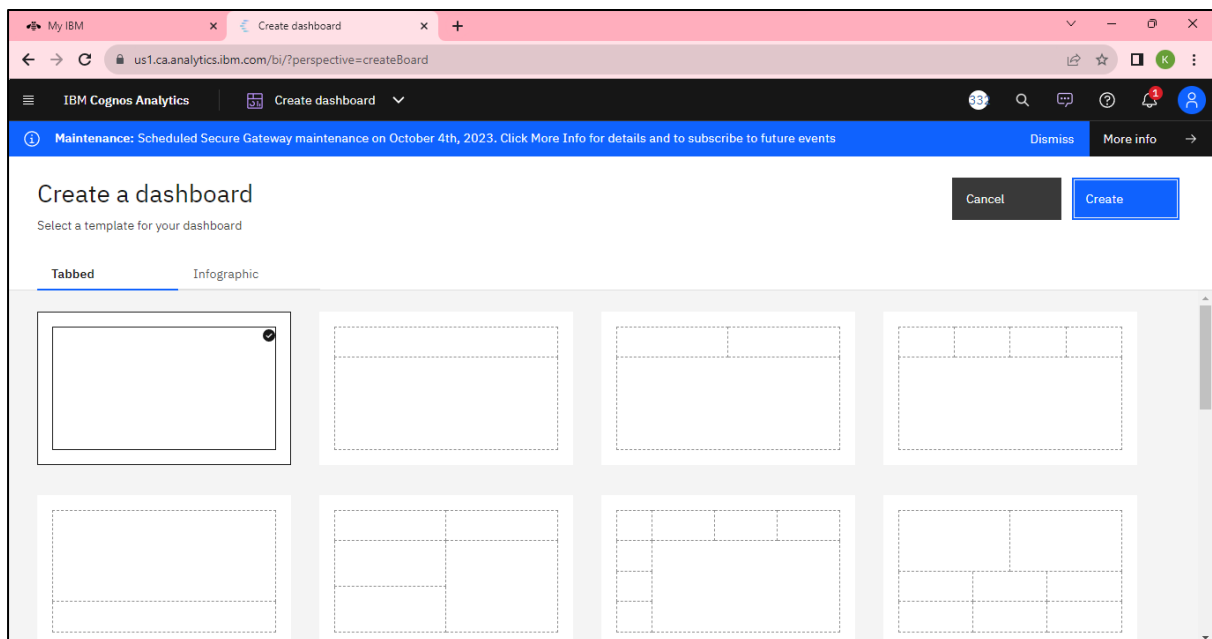 My IBM
Create dashboard
us1.ca.analytics.ibm.com/bi/?perspective=createBoard
K
IBM Cognos Analytics
Create dashboard
1
Maintenance: Scheduled Secure Gateway maintenance on October 4th, 2023. Click More Info for details and to subscribe to future events
Dismiss
More info
Create a dashboard
Cancel
Create
Select a template for your dashboard
Tabbed
Infographic